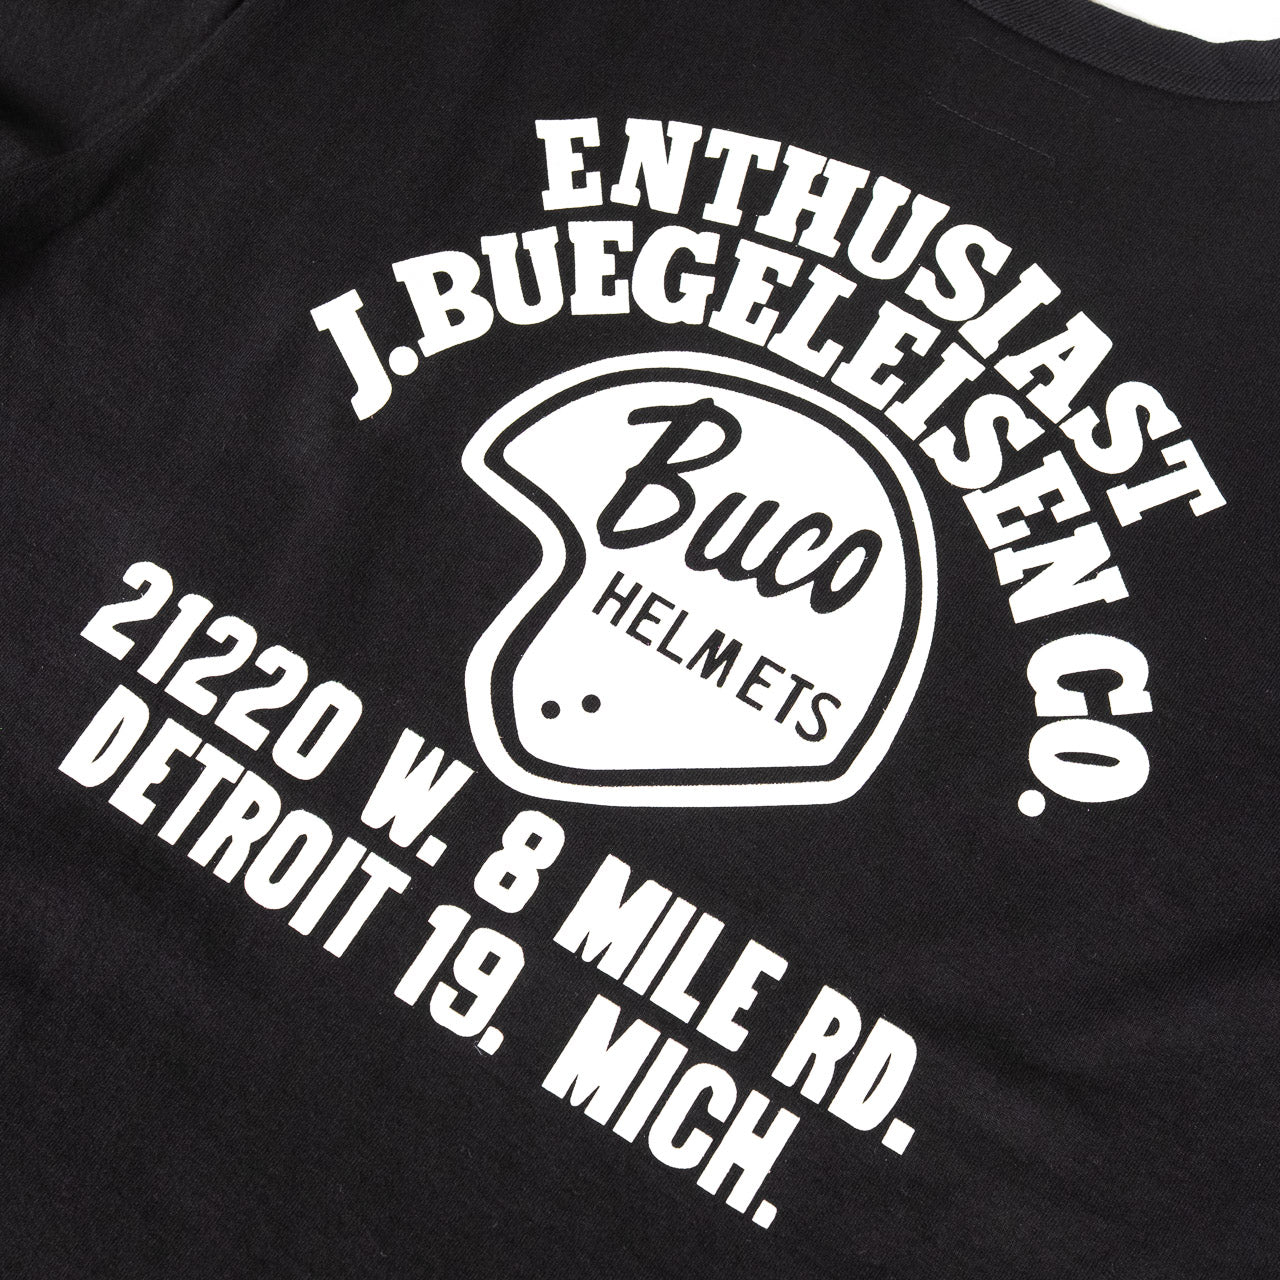 ENTHUSIAST
J.BUEGELEISEN CO.
Buco
HELMETS
21220 W. 8 MILE RD.
DETROIT 19. MICH.